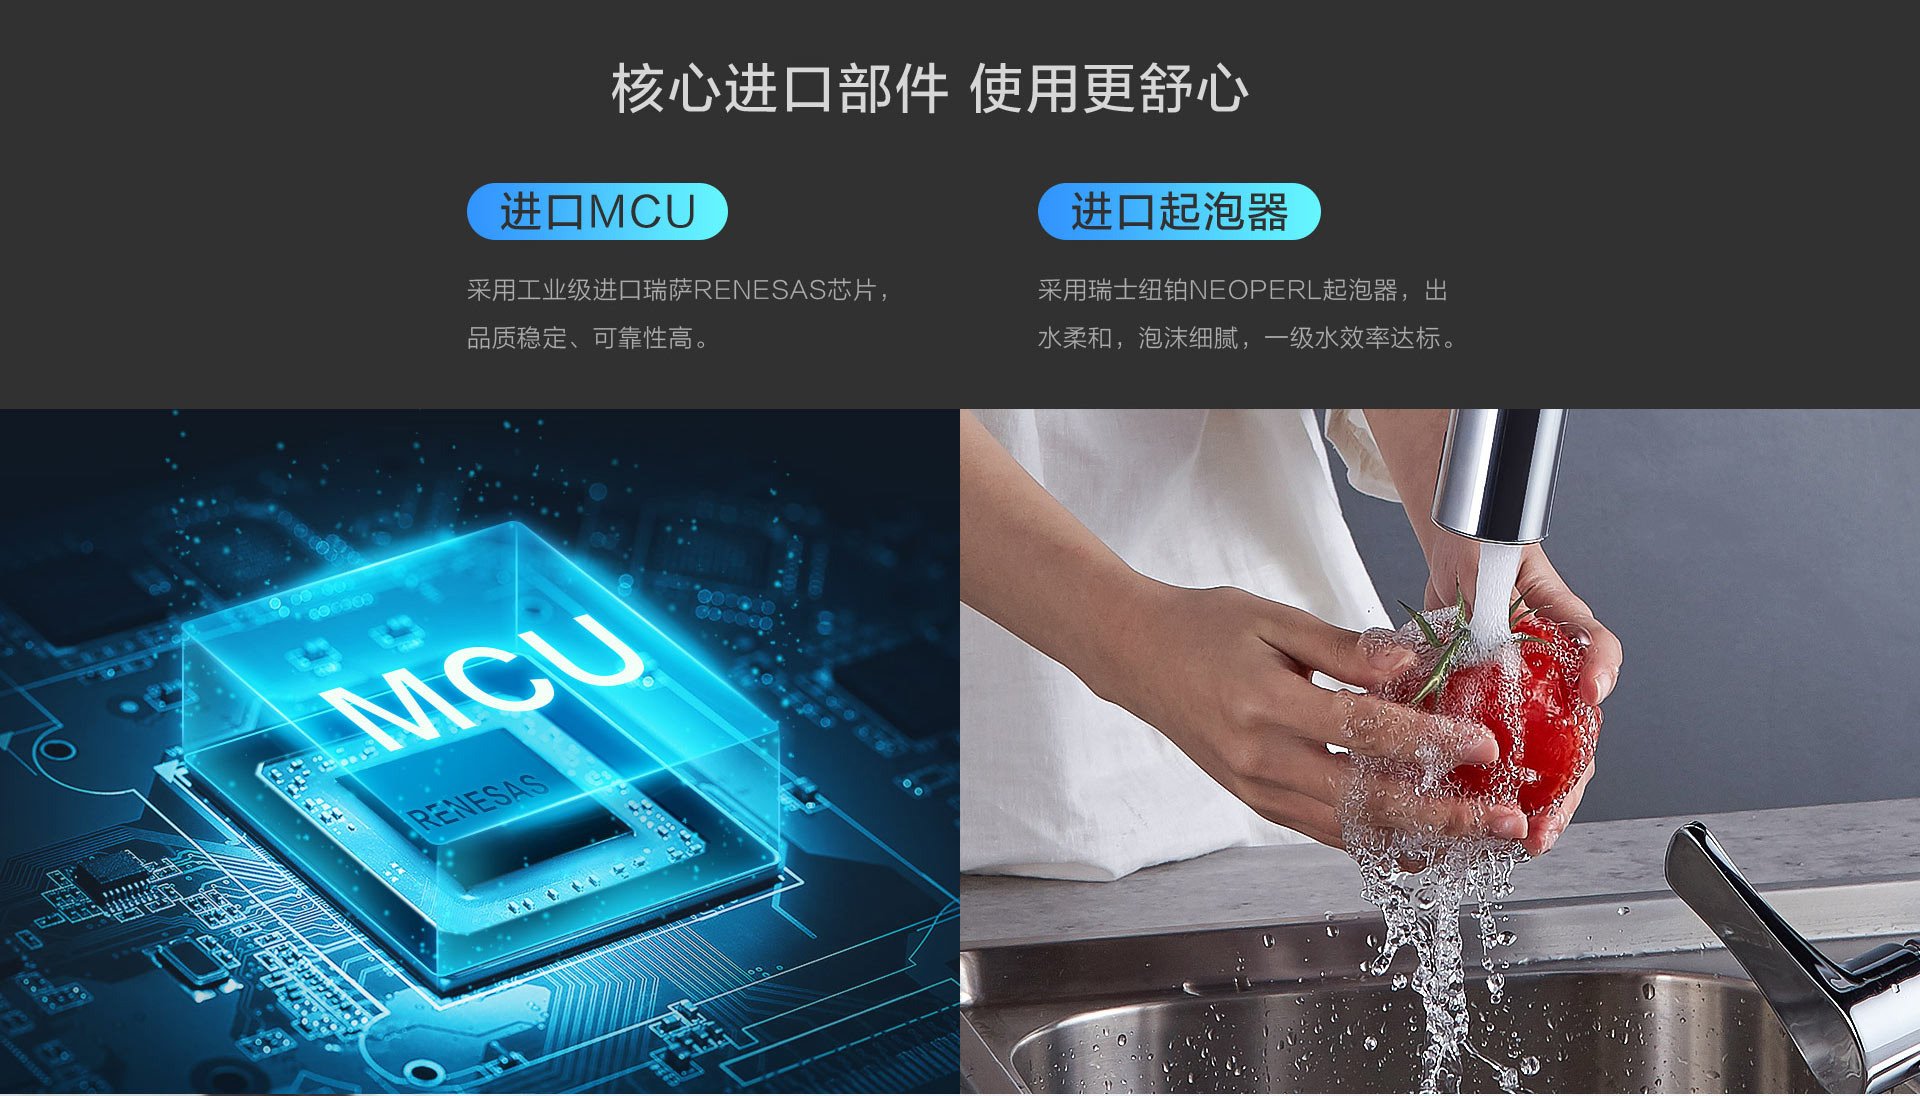 核心进口部件 使用更舒心
进口MCU
采用工业级进口瑞萨RENESAS芯片，
品质稳定、可靠性高。
进口起泡器
采用瑞士纽铂NEOPERL起泡器，出
水柔和，泡沫细腻，一级水效率达标。
MCU
RENESAS